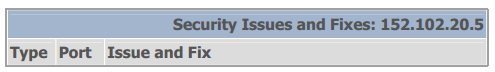 Security Issues and Fixes: 152.102.20.5
Type Port Issue and Fix